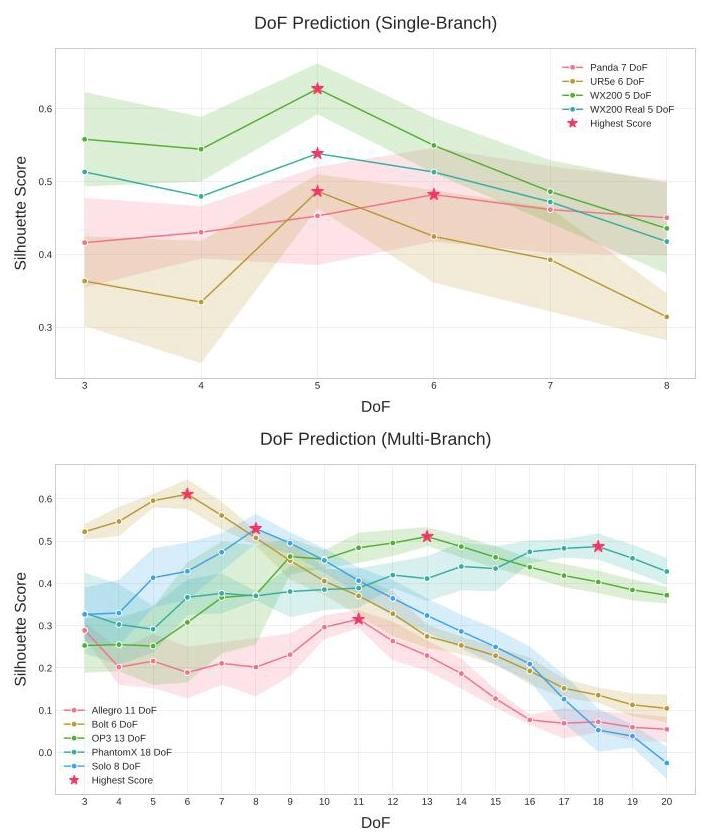 DoF Prediction (Single-Branch)
Silhouette Score
0.6
0.5
0.4
0.3
Panda 7 DoF
UR5e 6 DoF
WX200 5 DoF
WX200 Real 5 DoF
Highest Score
3 4 5 6 7 8
DoF
DoF Prediction (Multi-Branch)
Silhouette Score
0.6
0.5
0.4
0.3
0.2
0.1
0.0
Allegro 11 DoF
Bolt 6 DoF
OP3 13 DoF
PhantomX 18 DoF
Solo 8 DoF
Highest Score
3 4 5 6 7 8 9 10 11 12 13 14 15 16 17 18 19 20
DoF